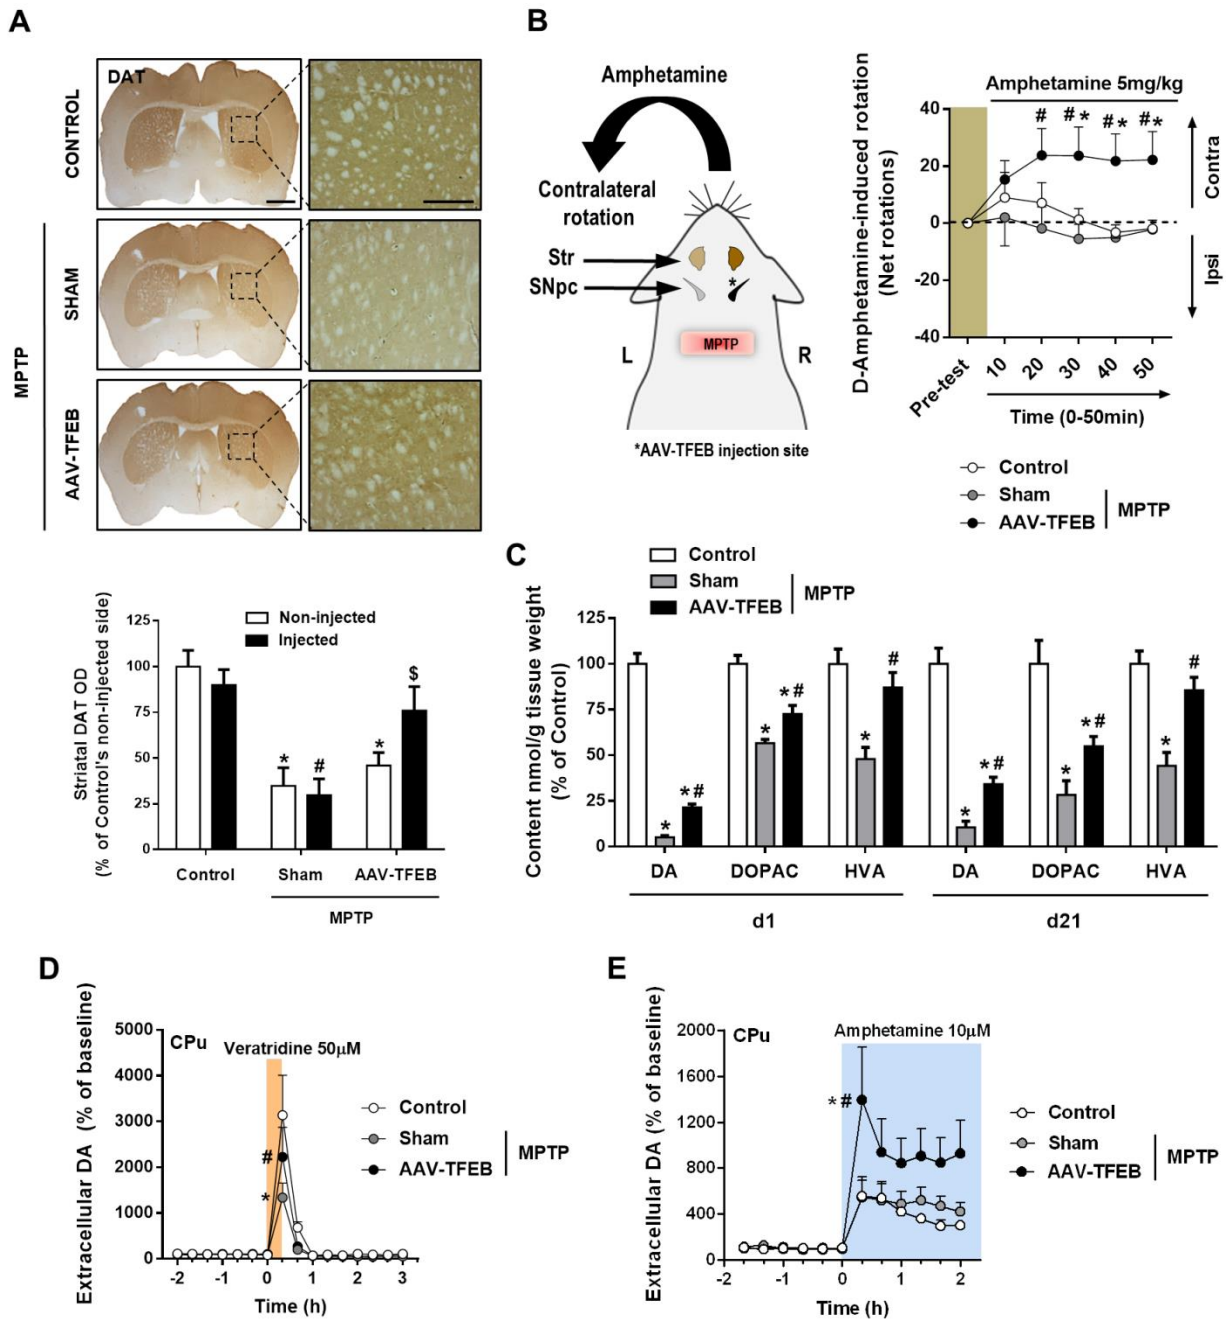 A
DAT
CONTROL
SHAM
AAV-TFEB
MPTP
Striatal DAT OD
(% of Control's non-injected side)
125
100
75
50
25
0
Non-injected
Injected
*
#
*
$
Control
Sham
AAV-TFEB
MPTP
B
Amphetamine
Contralateral
rotation
Str
SNpc
*
MPTP
L
R
*AAV-TFEB injection site
D-Amphetamine-induced rotation
(Net rotations)
Amphetamine 5mg/kg
40
20
0
-20
-40
# #* #* #*
Contra
Ipsi
Pre-test
10
20
30
40
50
Time (0-50min)
Control
Sham
AAV-TFEB
MPTP
C
Control
Sham
AAV-TFEB
MPTP
Content nmol/g tissue weight
(% of Control)
125
100
75
50
25
0
*
*#
*
*#
*
#
*
*#
*
*#
*
#
DA
DOPAC
HVA
DA
DOPAC
HVA
d1
d21
D
Extracellular DA (% of baseline)
5000
4000
3000
2000
1000
0
CPu
Veratridine 50μM
#
*
-2
-1
0
1
2
3
Time (h)
Control
Sham
AAV-TFEB
MPTP
E
Extracellular DA (% of baseline)
2000
1600
1200
800
400
0
CPu
Amphetamine 10μM
*#
-2
-1
0
1
2
Time (h)
Control
Sham
AAV-TFEB
MPTP